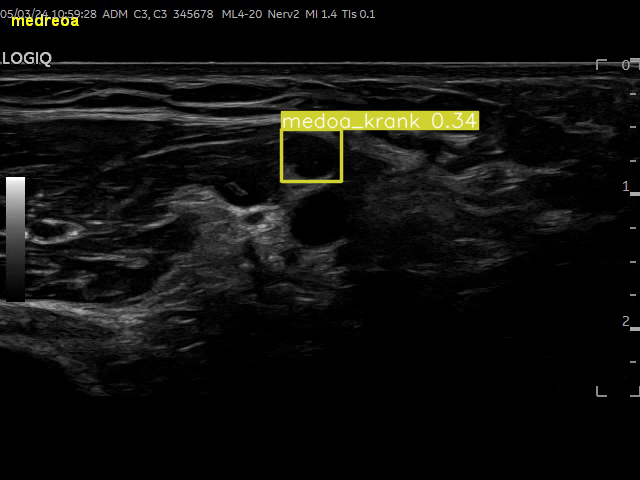 05/03/24 10:59:28 ADM C3, C3 345678 ML4-20 Nerv2 MI 1.4 TIs 0.1
medreoa
LOGIQ
0
medoa_krank 0.34
1
2